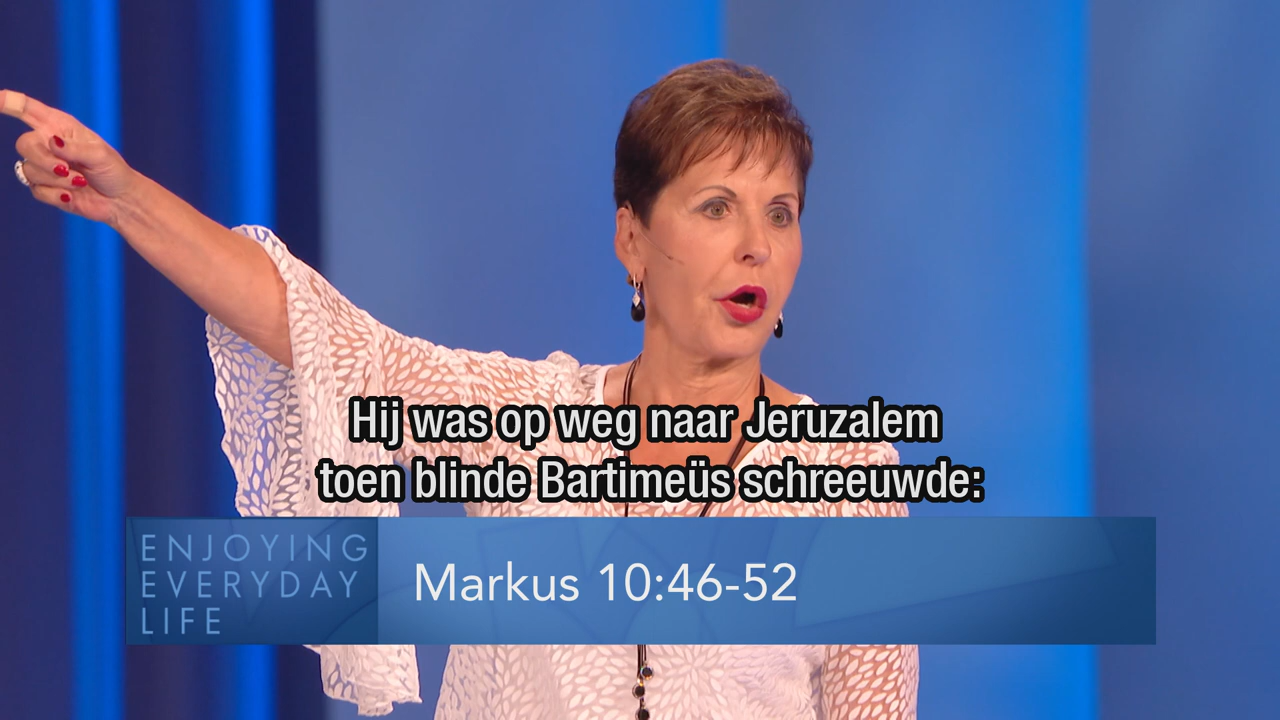 Hij was op weg naar Jeruzalem
toen blinde Bartimeüs schreeuwde:
ENJOYING
EVERYDAY
LIFE
Markus 10:46-52